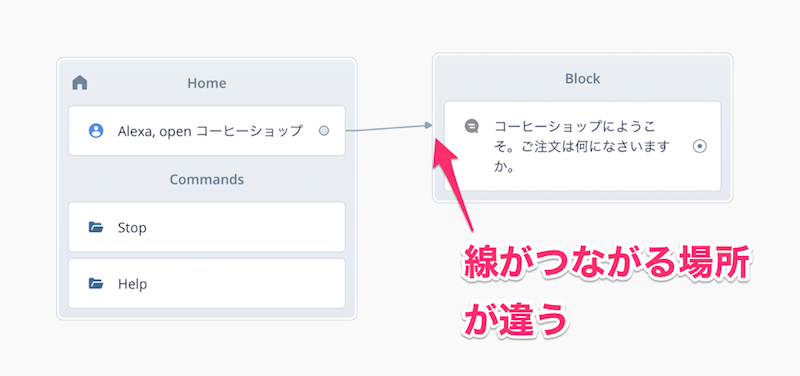 Home
Alexa, open コーヒーショップ
Commands
Stop
Help
Block
コーヒーショップにようこ
そ。ご注文は何になさいます
か。
線がつながる場所
が違う